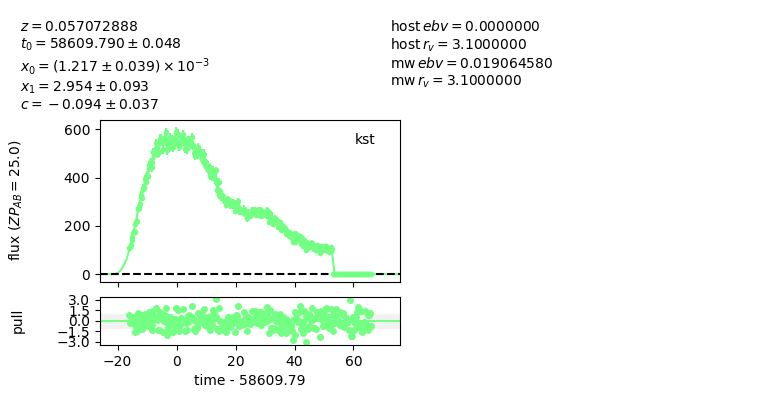 z = 0.057072888
t₀ = 58609.790 ± 0.048
x₀ = (1.217 ± 0.039) × 10⁻³
x₁ = 2.954 ± 0.093
c = −0.094 ± 0.037
host ebv = 0.0000000
host r_v = 3.1000000
mw ebv = 0.019064580
mw r_v = 3.1000000
flux (ZP_AB = 25.0)
600
400
200
0
kst
pull
3.0
1.5
0.0
−1.5
−3.0
−20 0 20 40 60
time - 58609.79